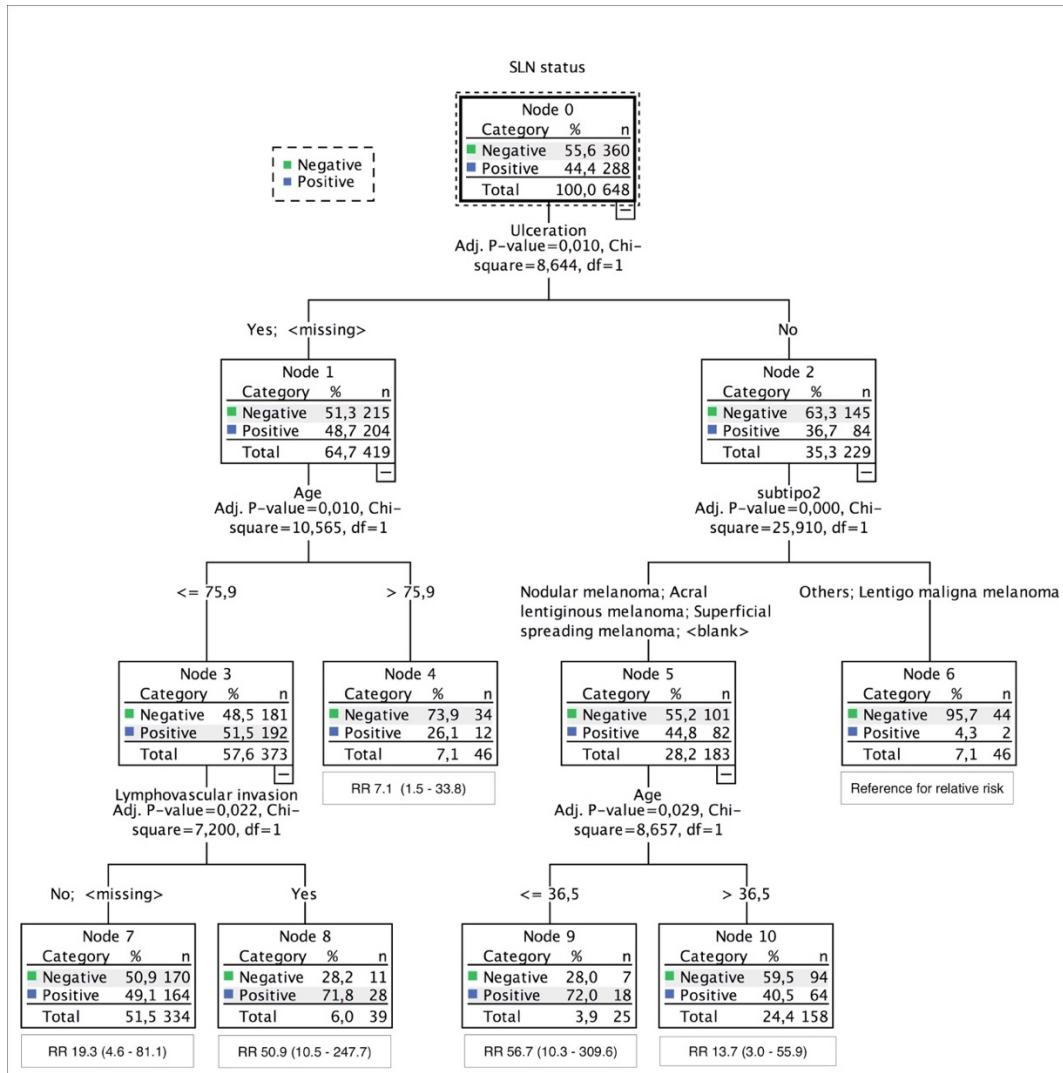 SLN status
Node 0
Category % n
Negative 55,6 360
Positive 44,4 288
Total 100,0 648
Negative
Positive
Ulceration
Adj. P-value=0,010, Chi-
square=8,644, df=1
Yes; <missing>
No
Node 1
Category % n
Negative 51,3 215
Positive 48,7 204
Total 64,7 419
Node 2
Category % n
Negative 63,3 145
Positive 36,7 84
Total 35,3 229
Age
Adj. P-value=0,010, Chi-
square=10,565, df=1
subtipo2
Adj. P-value=0,000, Chi-
square=25,910, df=1
<= 75,9
> 75,9
Nodular melanoma; Acral
lentiginous melanoma; Superficial
spreading melanoma; <blank>
Others; Lentigo maligna melanoma
Node 3
Category % n
Negative 48,5 181
Positive 51,5 192
Total 57,6 373
Node 4
Category % n
Negative 73,9 34
Positive 26,1 12
Total 7,1 46
Node 5
Category % n
Negative 55,2 101
Positive 44,8 82
Total 28,2 183
Node 6
Category % n
Negative 95,7 44
Positive 4,3 2
Total 7,1 46
RR 7.1 (1.5 - 33.8)
Reference for relative risk
Lymphovascular invasion
Adj. P-value=0,022, Chi-
square=7,200, df=1
Age
Adj. P-value=0,029, Chi-
square=8,657, df=1
No; <missing>
Yes
<= 36,5
> 36,5
Node 7
Category % n
Negative 50,9 170
Positive 49,1 164
Total 51,5 334
Node 8
Category % n
Negative 28,2 11
Positive 71,8 28
Total 6,0 39
Node 9
Category % n
Negative 28,0 7
Positive 72,0 18
Total 3,9 25
Node 10
Category % n
Negative 59,5 94
Positive 40,5 64
Total 24,4 158
RR 19.3 (4.6 - 81.1)
RR 50.9 (10.5 - 247.7)
RR 56.7 (10.3 - 309.6)
RR 13.7 (3.0 - 55.9)